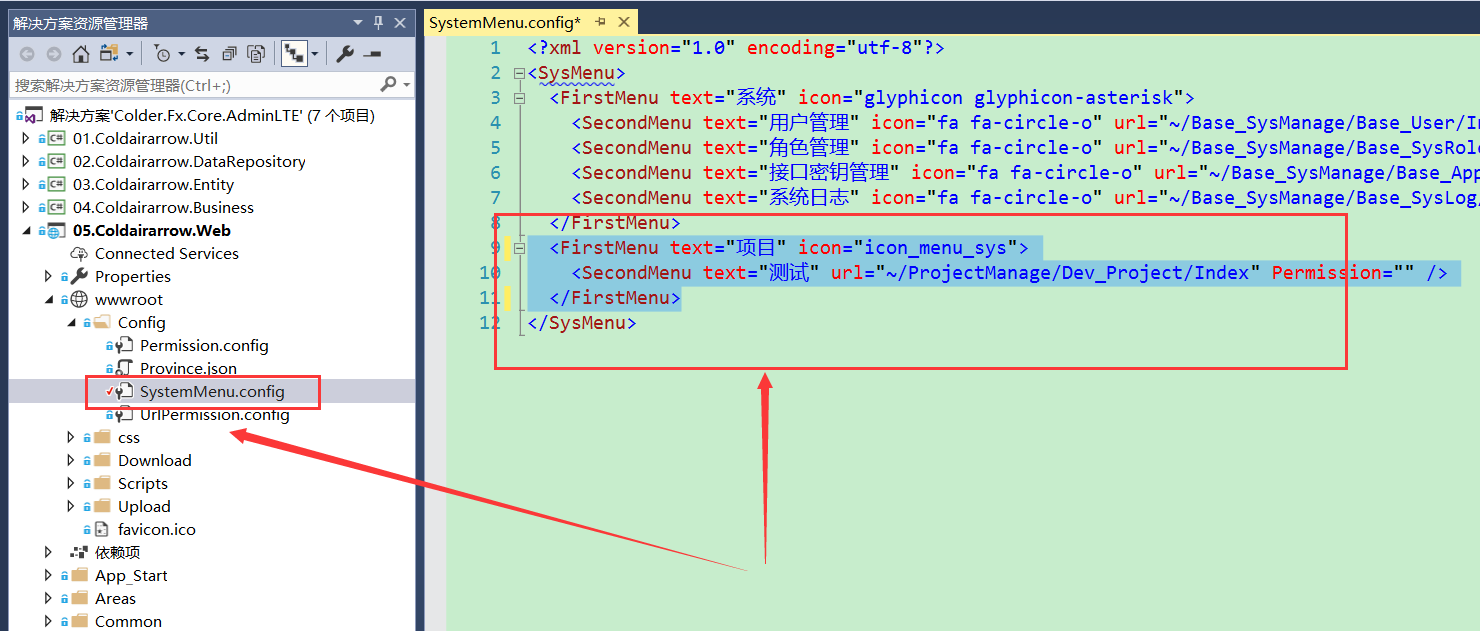 解决方案资源管理器
搜索解决方案资源管理器(Ctrl+;)
解决方案'Colder.Fx.Core.AdminLTE' (7 个项目)
01.Coldairarrow.Util
02.Coldairarrow.DataRepository
03.Coldairarrow.Entity
04.Coldairarrow.Business
05.Coldairarrow.Web
Connected Services
Properties
wwwroot
Config
Permission.config
Province.json
SystemMenu.config
UrlPermission.config
css
Download
Scripts
Upload
favicon.ico
依赖项
App_Start
Areas
Common
SystemMenu.config*
1 <?xml version="1.0" encoding="utf-8"?>
2 <SysMenu>
3 <FirstMenu text="系统" icon="glyphicon glyphicon-asterisk">
4 <SecondMenu text="用户管理" icon="fa fa-circle-o" url="~/Base_SysManage/Base_User/In
5 <SecondMenu text="角色管理" icon="fa fa-circle-o" url="~/Base_SysManage/Base_SysRole
6 <SecondMenu text="接口密钥管理" icon="fa fa-circle-o" url="~/Base_SysManage/Base_App
7 <SecondMenu text="系统日志" icon="fa fa-circle-o" url="~/Base_SysManage/Base_SysLog/
8 </FirstMenu>
9 <FirstMenu text="项目" icon="icon_menu_sys">
10 <SecondMenu text="测试" url="~/ProjectManage/Dev_Project/Index" Permission="" />
11 </FirstMenu>
12 </SysMenu>